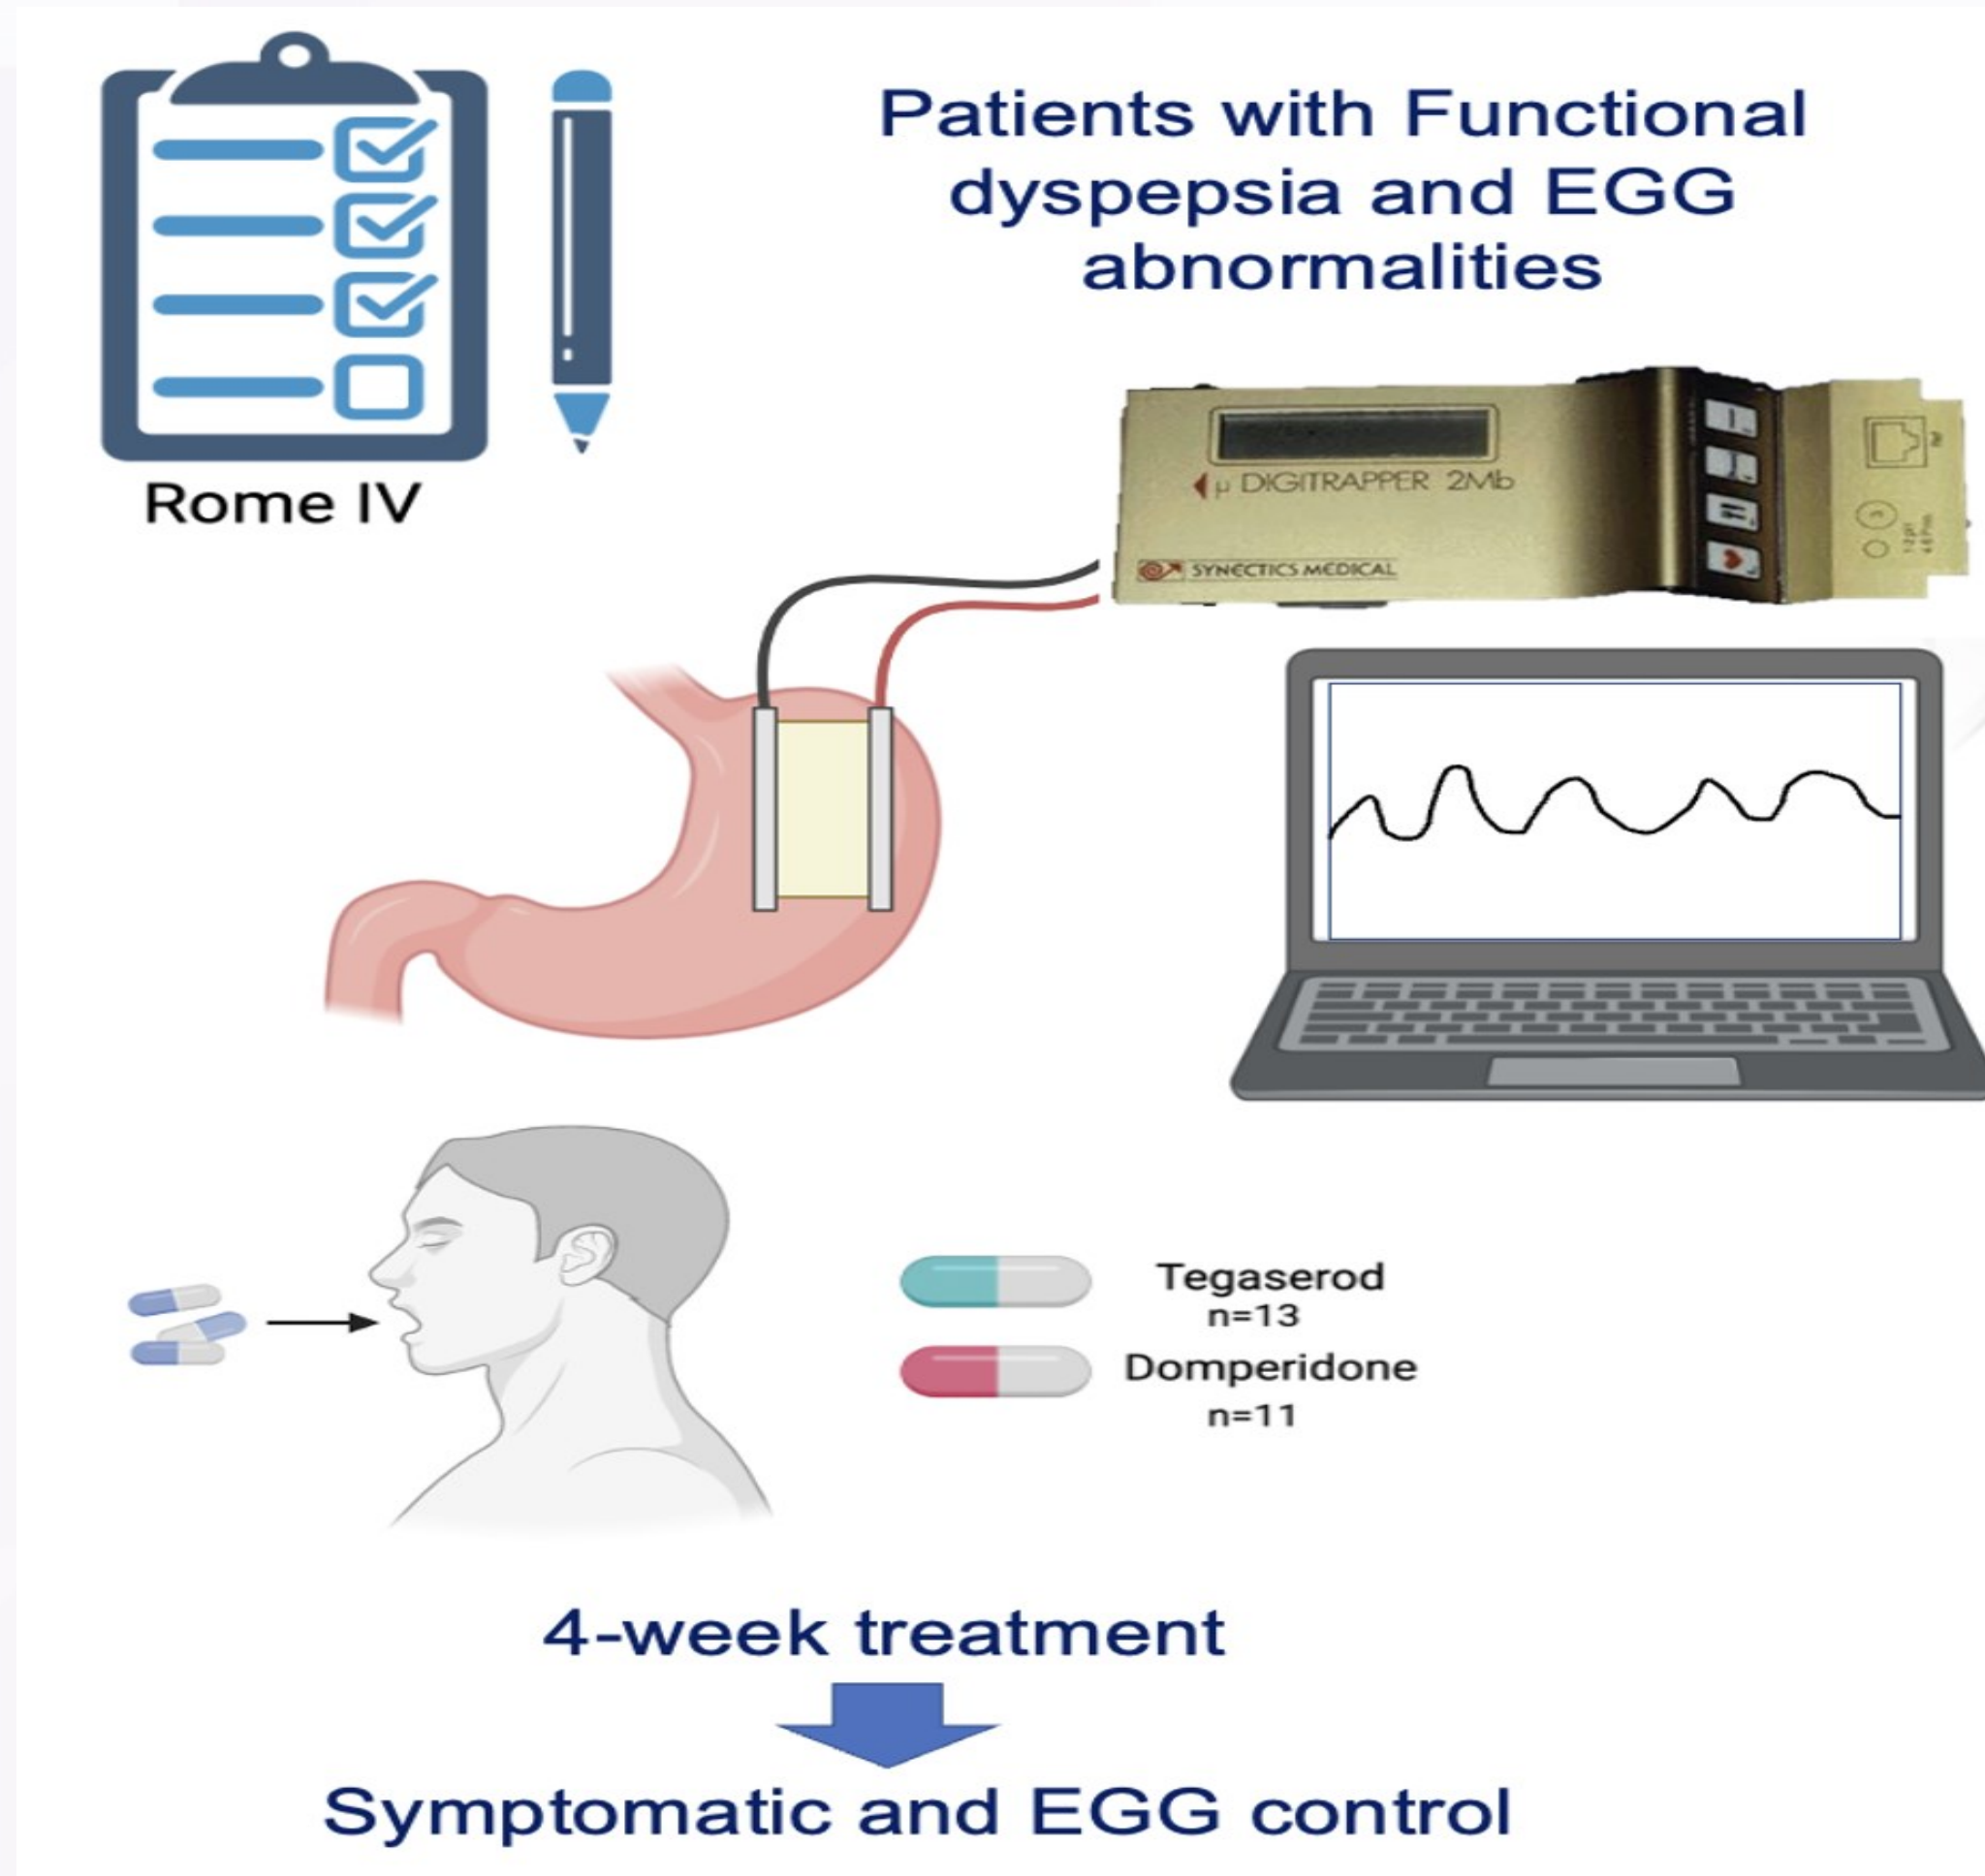 Patients with Functional
dyspepsia and EGG
abnormalities
Rome IV
µ DIGITRAPPER 2Mb
SYNECTICS MEDICAL
Tegaserod
n=13
Domperidone
n=11
4-week treatment
Symptomatic and EGG control